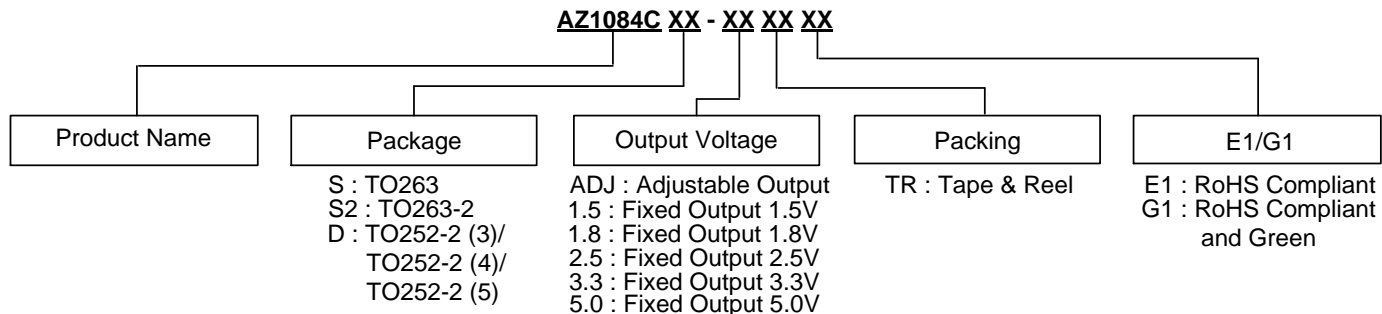 AZ1084C XX - XX XX XX
Product Name
Package
Output Voltage
Packing
E1/G1
S : TO263
S2 : TO263-2
D : TO252-2 (3)/
TO252-2 (4)/
TO252-2 (5)
ADJ : Adjustable Output
1.5 : Fixed Output 1.5V
1.8 : Fixed Output 1.8V
2.5 : Fixed Output 2.5V
3.3 : Fixed Output 3.3V
5.0 : Fixed Output 5.0V
TR : Tape & Reel
E1 : RoHS Compliant
G1 : RoHS Compliant
and Green